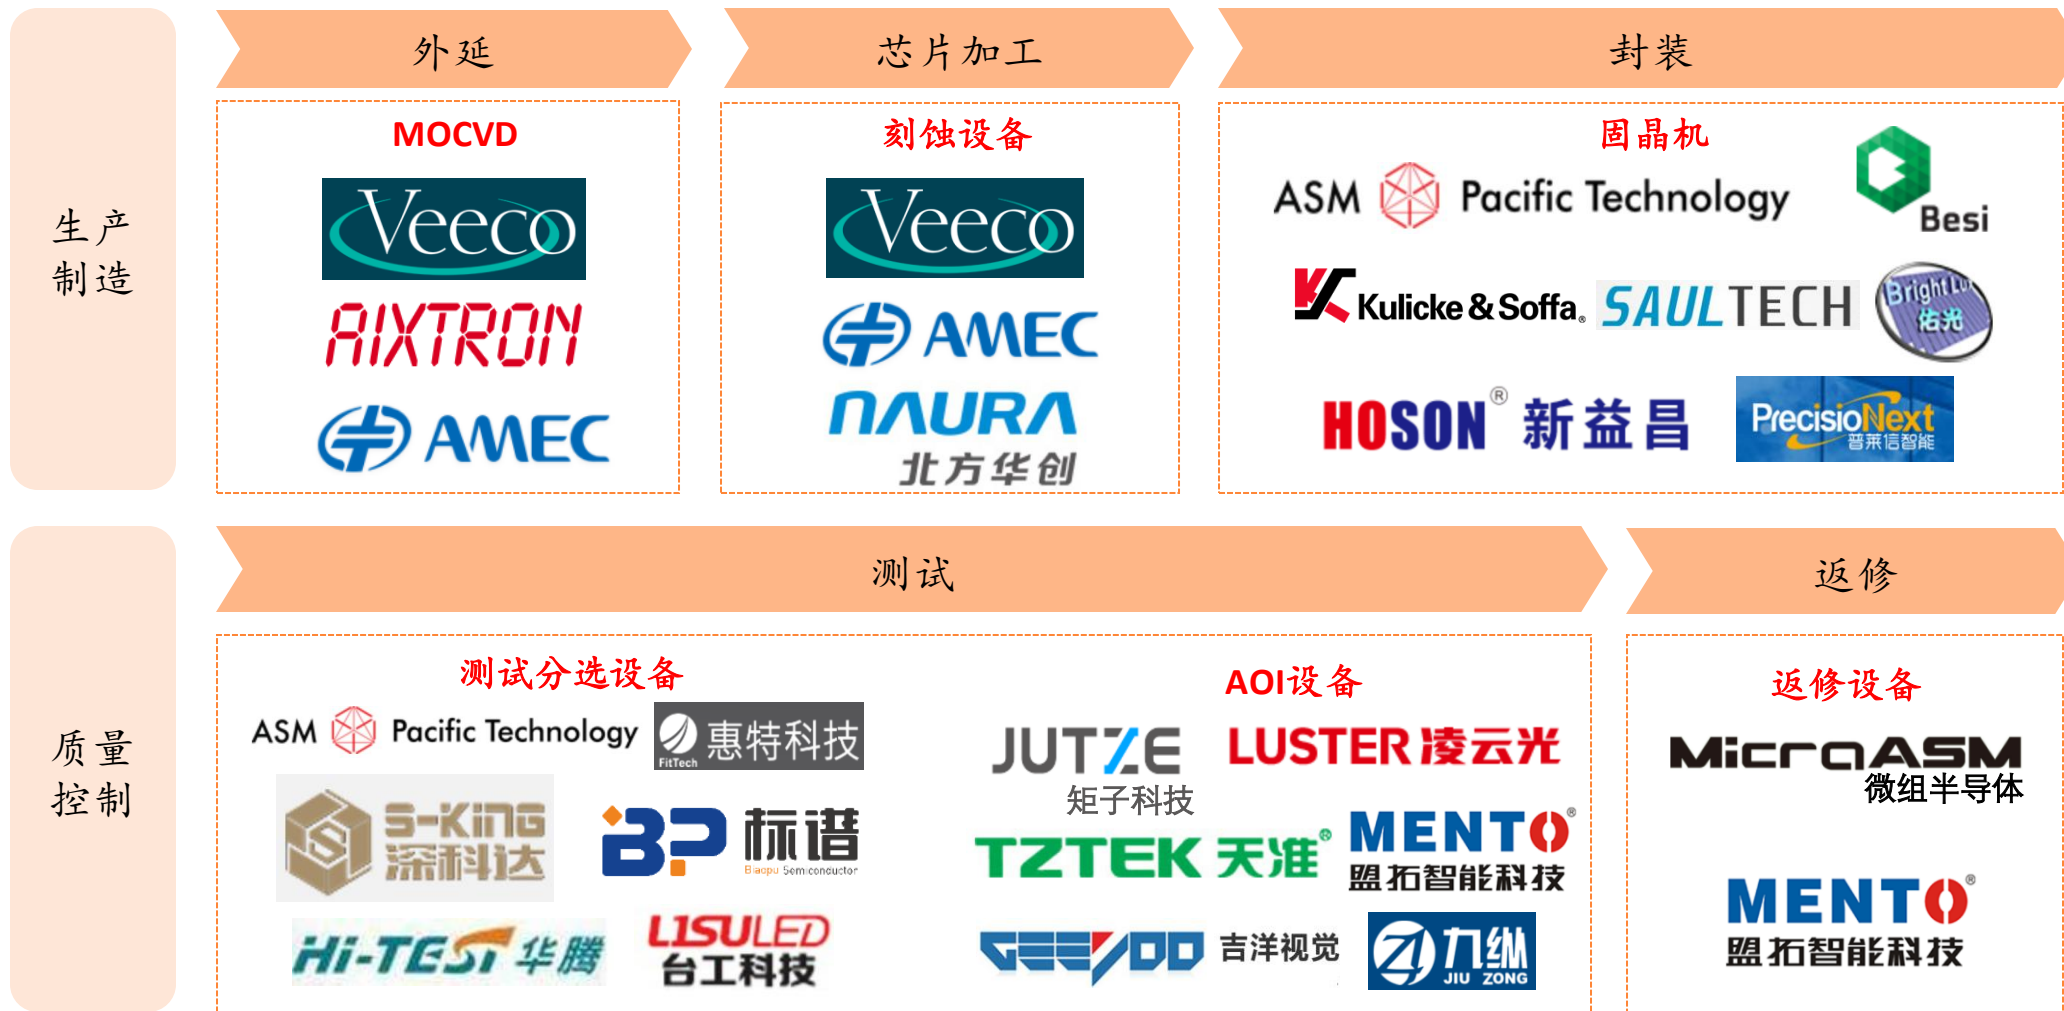 生产
制造
外延
芯片加工
封装
MOCVD
Veeco
AIXTRON
AMEC
刻蚀设备
Veeco
AMEC
NAURA
北方华创
固晶机
ASM Pacific Technology
Besi
Kulicke & Soffa®
SAULTECH
Bright Lux
佑光
HOSON® 新益昌
PrecisioNext
普莱信智能
质量
控制
测试
返修
测试分选设备
ASM Pacific Technology
惠特科技
FitTech
S-KING
深科达
BP 标谱
Biaopu Semiconductor
Hi-TEST 华腾
LISULED
台工科技
AOI设备
JUTZE
矩子科技
LUSTER 凌云光
TZTEK 天准®
MENTO®
盟拓智能科技
GEEYOO 吉洋视觉
九纵
JIU ZONG
返修设备
MicroASM
微组半导体
MENTO®
盟拓智能科技